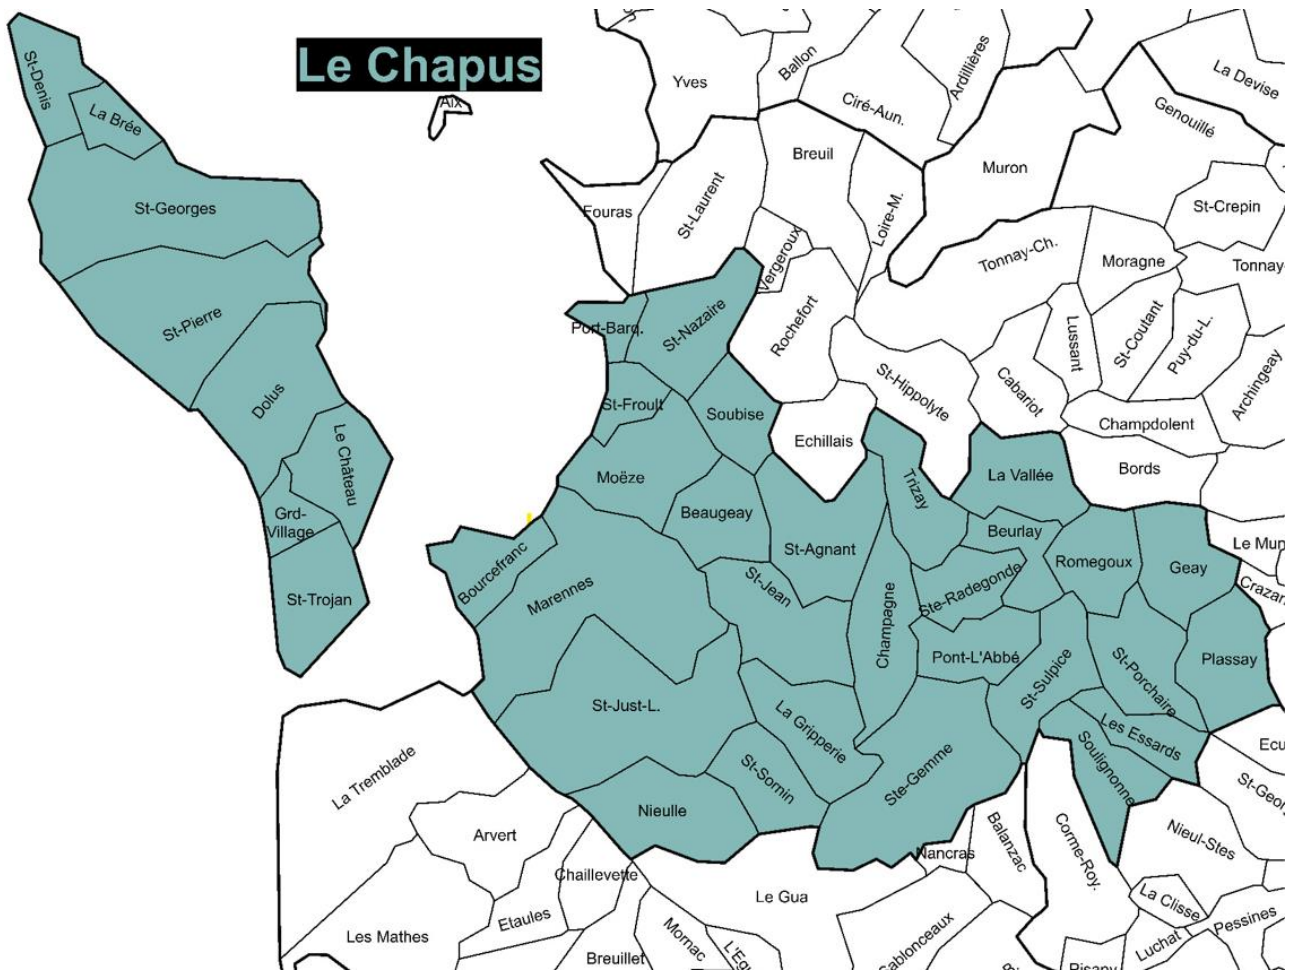 Le Chapus
St-Denis
La Brée
Aix
Yves
Ballon
Ardillières
La Devise
Ciré-Aun.
Genouillé
Breuil
Muron
St-Georges
Fouras
St-Laurent
Loire-M.
St-Crepin
Vergeroux
Tonnay-Ch.
Moragne
Tonnay-
St-Pierre
Port-Barq.
St-Nazaire
Rochefort
Lussant
St-Coutant
Puy-du-L.
Dolus
St-Froult
Soubise
St-Hippolyte
Cabariot
Archingeay
Le Château
Echillais
Champdolent
Moëze
Trizay
La Vallée
Bords
Grd-
Village
Beaugeay
Beurlay
St-Agnant
Le Mun
Bourcefranc
Marennes
St-Jean
Romegoux
Geay
Crazan
St-Trojan
Champagne
Ste-Radegonde
Pont-L'Abbé
St-Sulpice
St-Porchaire
Plassay
St-Just-L.
La Gripperie
Les Essards
Ecu
La Tremblade
St-Sornin
Ste-Gemme
Soulignonne
St-Geor
Nieulle
Arvert
Balanzac
Corme-Roy.
Nieul-Stes
Nancras
Chaillevette
Le Gua
La Clisse
Etaules
Pessines
Les Mathes
Mornac
L'Egu
Sablonceaux
Luchat
Breuillet
Pisany